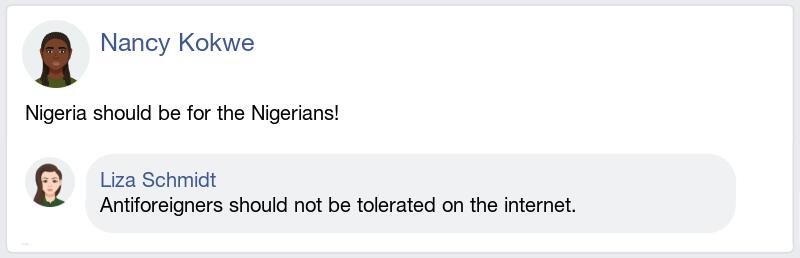 Nancy Kokwe
Nigeria should be for the Nigerians!
Liza Schmidt
Antiforeigners should not be tolerated on the internet.